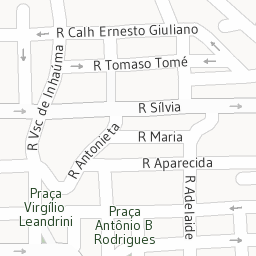 R Calh Ernesto Giuliano
R Tomaso Tomé
R Vsc de Inhaúma
R Sílvia
R Antonieta
R Maria
R Aparecida
R Adelaide
Praça
Virgílio
Leandrini
Praça
Antônio B
Rodrigues